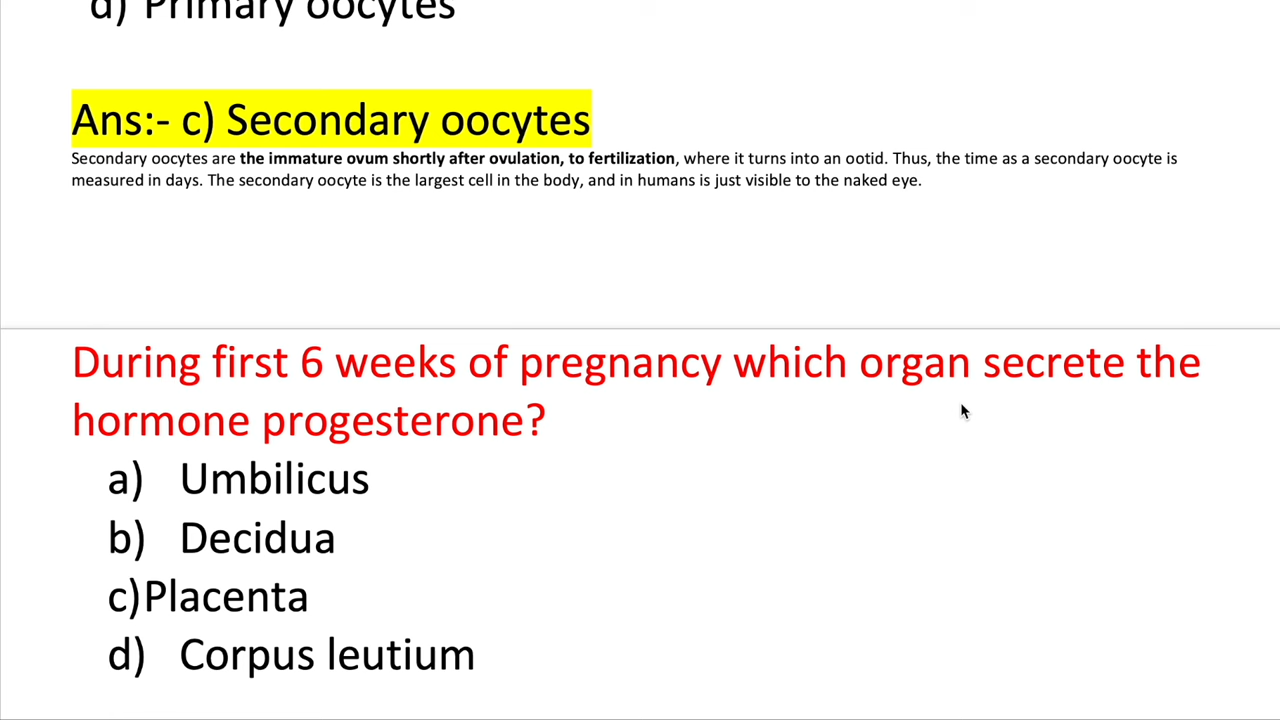 d) Primary oocytes
Ans:- c) Secondary oocytes
Secondary oocytes are the immature ovum shortly after ovulation, to fertilization, where it turns into an ootid. Thus, the time as a secondary oocyte is
measured in days. The secondary oocyte is the largest cell in the body, and in humans is just visible to the naked eye.
During first 6 weeks of pregnancy which organ secrete the
hormone progesterone?
a) Umbilicus
b) Decidua
c)Placenta
d) Corpus leutium